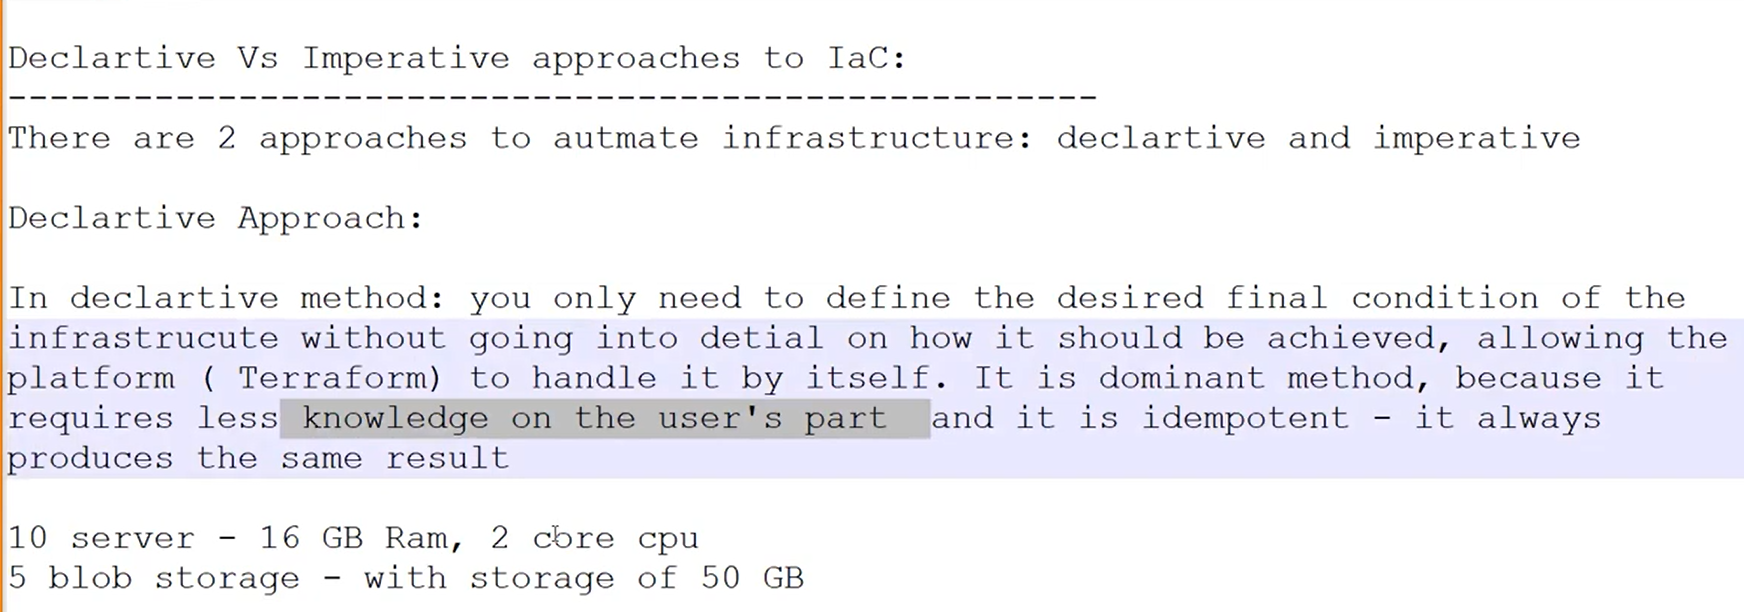 Declartive Vs Imperative approaches to IaC:
----------------------------------------------------
There are 2 approaches to autmate infrastructure: declartive and imperative
Declartive Approach:
In declartive method: you only need to define the desired final condition of the
infrastrucute without going into detial on how it should be achieved, allowing the
platform ( Terraform) to handle it by itself. It is dominant method, because it
requires less knowledge on the user's part  and it is idempotent - it always
produces the same result
10 server - 16 GB Ram, 2 core cpu
5 blob storage - with storage of 50 GB